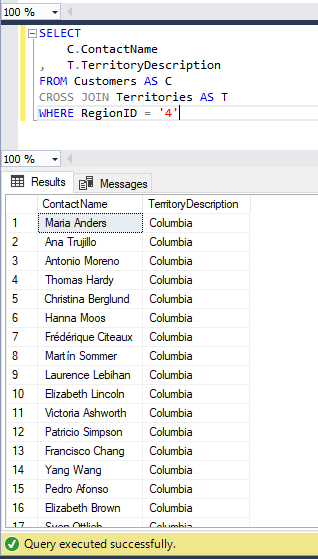 100 %
SELECT
C.ContactName
, T.TerritoryDescription
FROM Customers AS C
CROSS JOIN Territories AS T
WHERE RegionID = '4'
100 %
Results Messages
ContactName TerritoryDescription
1 Maria Anders Columbia
2 Ana Trujillo Columbia
3 Antonio Moreno Columbia
4 Thomas Hardy Columbia
5 Christina Berglund Columbia
6 Hanna Moos Columbia
7 Frédérique Citeaux Columbia
8 Martín Sommer Columbia
9 Laurence Lebihan Columbia
10 Elizabeth Lincoln Columbia
11 Victoria Ashworth Columbia
12 Patricio Simpson Columbia
13 Francisco Chang Columbia
14 Yang Wang Columbia
15 Pedro Afonso Columbia
16 Elizabeth Brown Columbia
17 Sven Ottlieb Columbia
Query executed successfully.